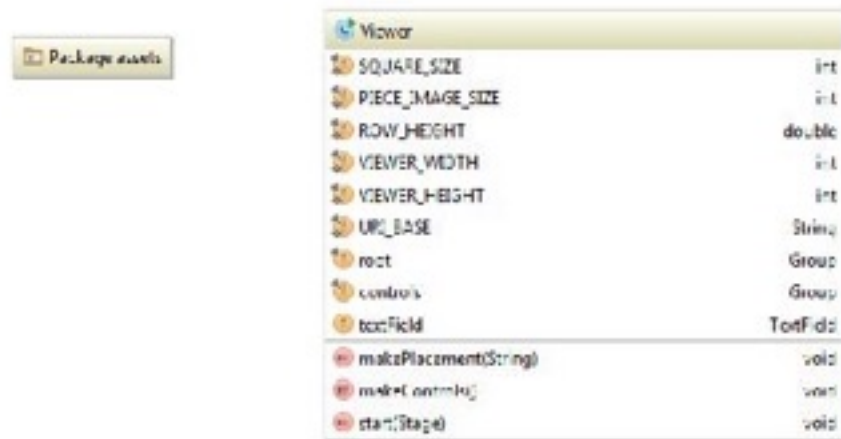 Package assets
Viewer
SQUARE_SIZE int
PIECE_IMAGE_SIZE int
ROW_HEIGHT double
VIEWER_WIDTH int
VIEWER_HEIGHT int
URI_BASE String
root Group
controls Group
textField TextField
makePlacement(String) void
makeControls() void
start(Stage) void